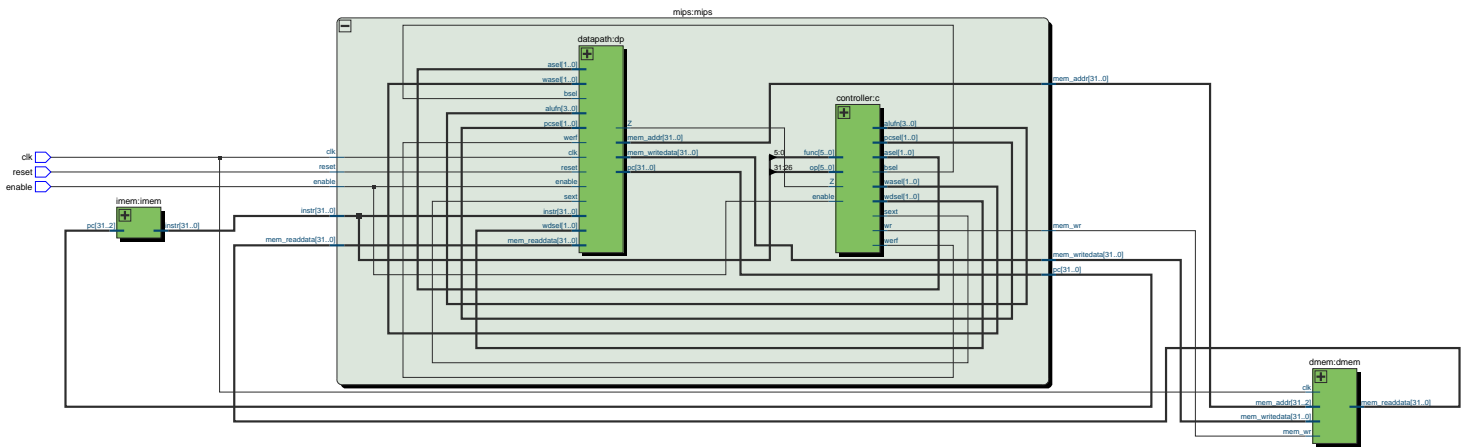 mips:mips
datapath:dp
asel[1..0]
wasel[1..0]
bsel
alufn[3..0]
pcsel[1..0]
werf
clk
reset
enable
sext
instr[31..0]
wdsel[1..0]
mem_readdata[31..0]
Z
mem_addr[31..0]
mem_writedata[31..0]
pc[31..0]
controller:c
5:0
31:26
func[5..0]
op[5..0]
Z
enable
alufn[3..0]
pcsel[1..0]
asel[1..0]
bsel
wasel[1..0]
wdsel[1..0]
sext
wr
werf
clk
reset
enable
clk
reset
enable
instr[31..0]
mem_readdata[31..0]
mem_addr[31..0]
mem_wr
mem_writedata[31..0]
pc[31..0]
imem:imem
pc[31..2]
instr[31..0]
dmem:dmem
clk
mem_addr[31..2]
mem_writedata[31..0]
mem_wr
mem_readdata[31..0]